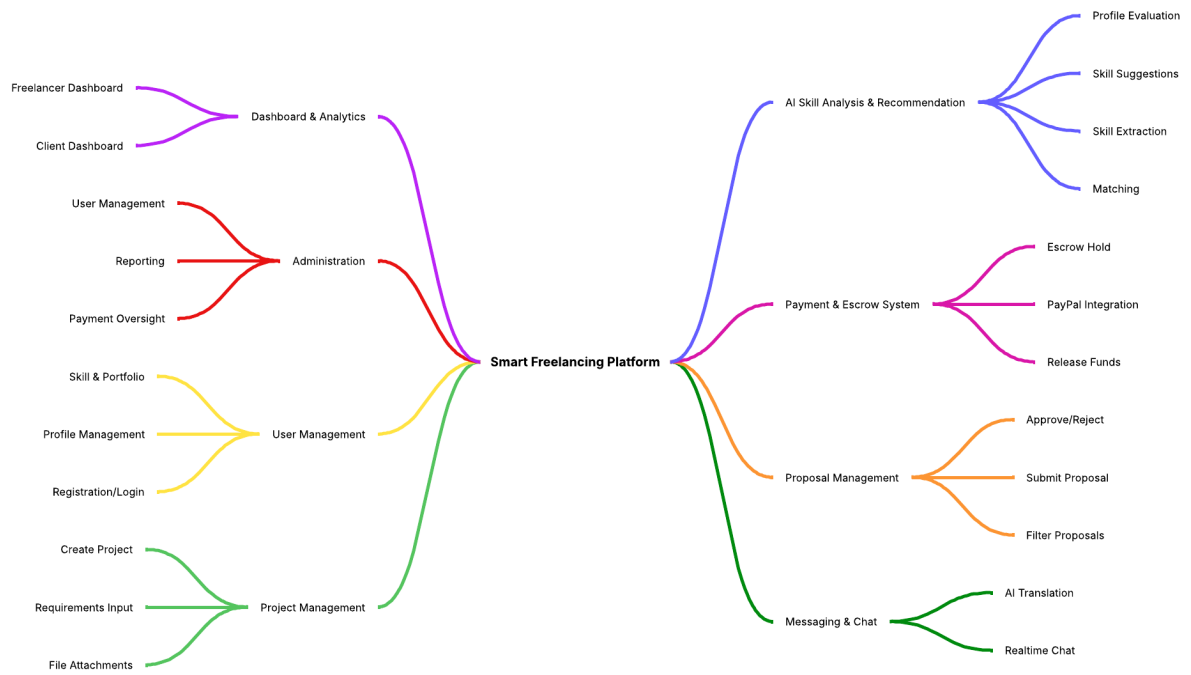 Smart Freelancing Platform
Dashboard & Analytics
Freelancer Dashboard
Client Dashboard
Administration
User Management
Reporting
Payment Oversight
User Management
Skill & Portfolio
Profile Management
Registration/Login
Project Management
Create Project
Requirements Input
File Attachments
AI Skill Analysis & Recommendation
Profile Evaluation
Skill Suggestions
Skill Extraction
Matching
Payment & Escrow System
Escrow Hold
PayPal Integration
Release Funds
Proposal Management
Approve/Reject
Submit Proposal
Filter Proposals
Messaging & Chat
AI Translation
Realtime Chat